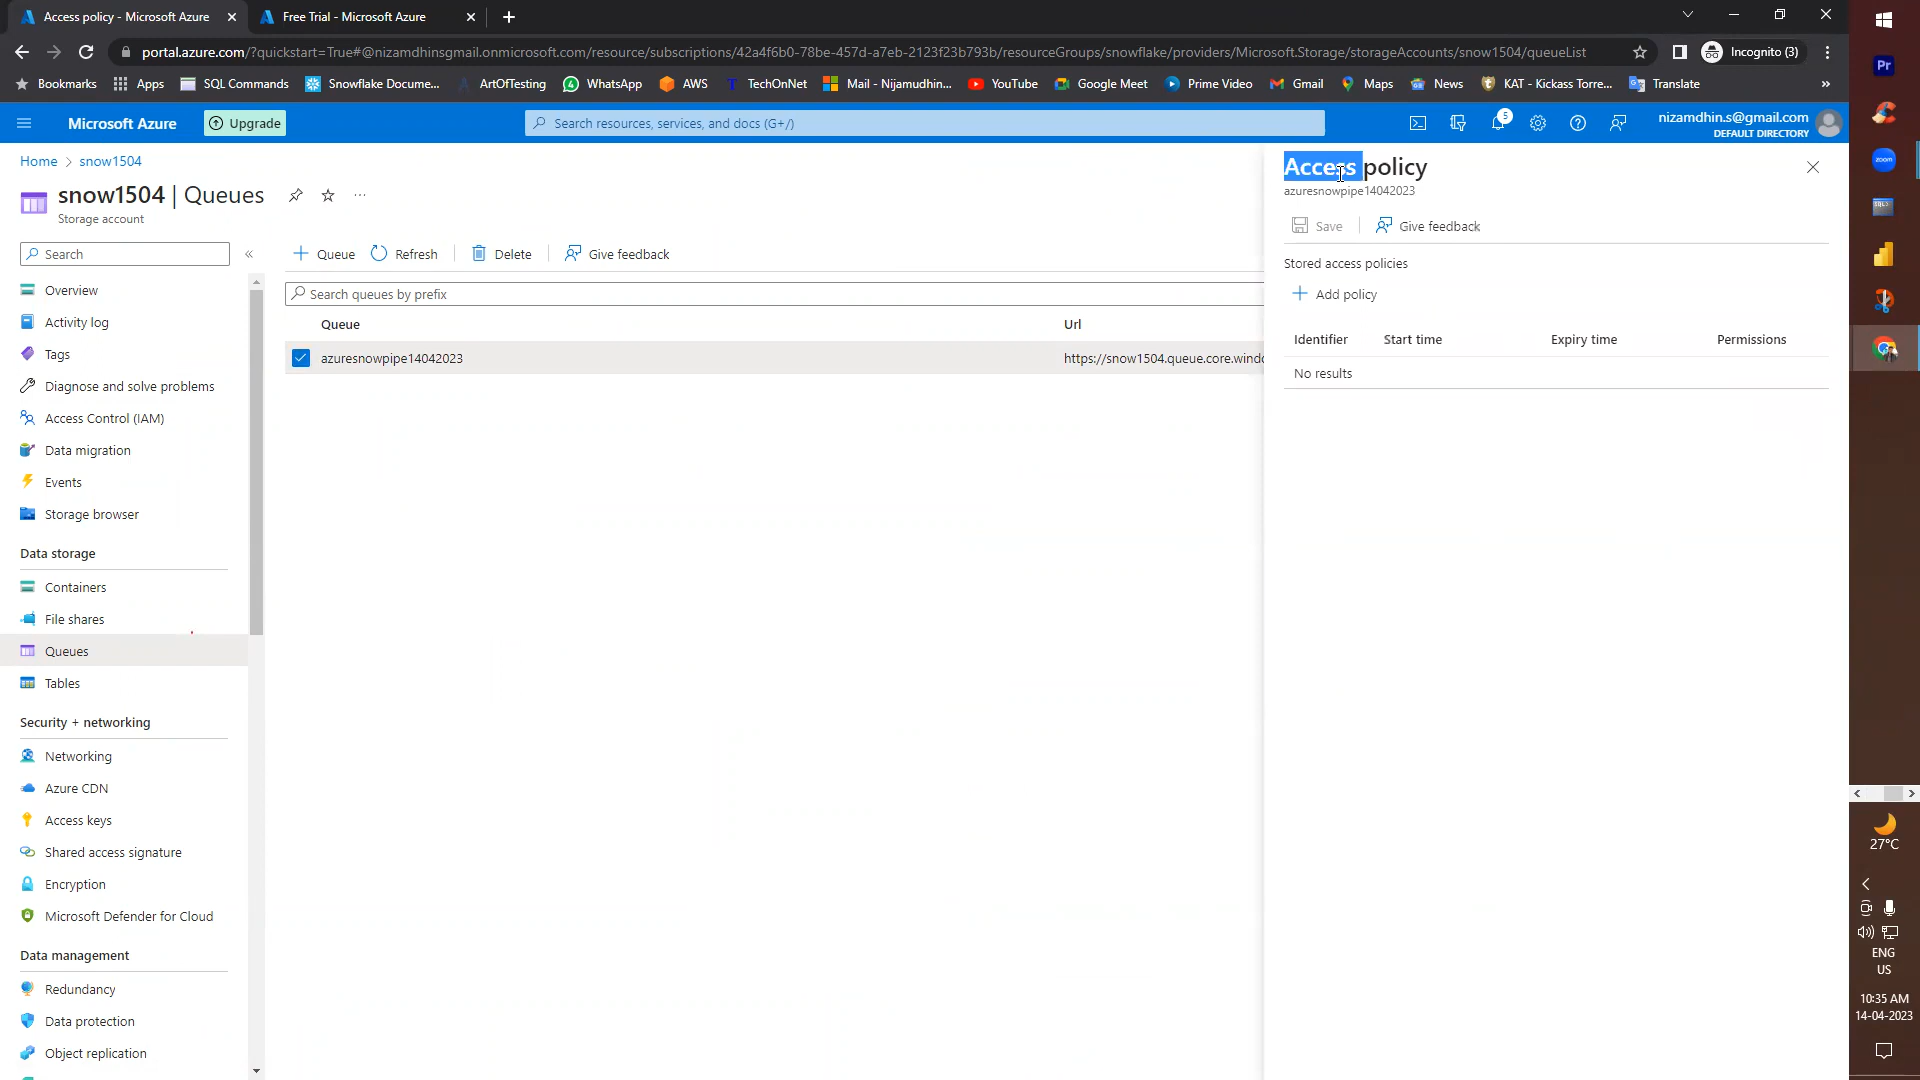 Access policy - Microsoft Azure
Free Trial - Microsoft Azure
portal.azure.com/?quickstart=True#@nizamdhinsgmail.onmicrosoft.com/resource/subscriptions/42a4f6b0-78be-457d-a7eb-2123f23b793b/resourceGroups/snowflake/providers/Microsoft.Storage/storageAccounts/snow1504/queueList
Incognito (3)
Bookmarks
Apps
SQL Commands
Snowflake Docume...
ArtOfTesting
WhatsApp
AWS
TechOnNet
Mail - Nijamudhin...
YouTube
Google Meet
Prime Video
Gmail
Maps
News
KAT - Kickass Torre...
Translate
Microsoft Azure
Upgrade
Search resources, services, and docs (G+/)
5
nizamdhin.s@gmail.com
DEFAULT DIRECTORY
Home > snow1504
snow1504 | Queues
Storage account
Search
Overview
Activity log
Tags
Diagnose and solve problems
Access Control (IAM)
Data migration
Events
Storage browser
Data storage
Containers
File shares
Queues
Tables
Security + networking
Networking
Azure CDN
Access keys
Shared access signature
Encryption
Microsoft Defender for Cloud
Data management
Redundancy
Data protection
Object replication
Queue
Refresh
Delete
Give feedback
Search queues by prefix
Queue
Url
azuresnowpipe14042023
https://snow1504.queue.core.windo
Access policy
azuresnowpipe14042023
Save
Give feedback
Stored access policies
Add policy
Identifier
Start time
Expiry time
Permissions
No results
Pr
zoom
27°C
ENG
US
10:35 AM
14-04-2023